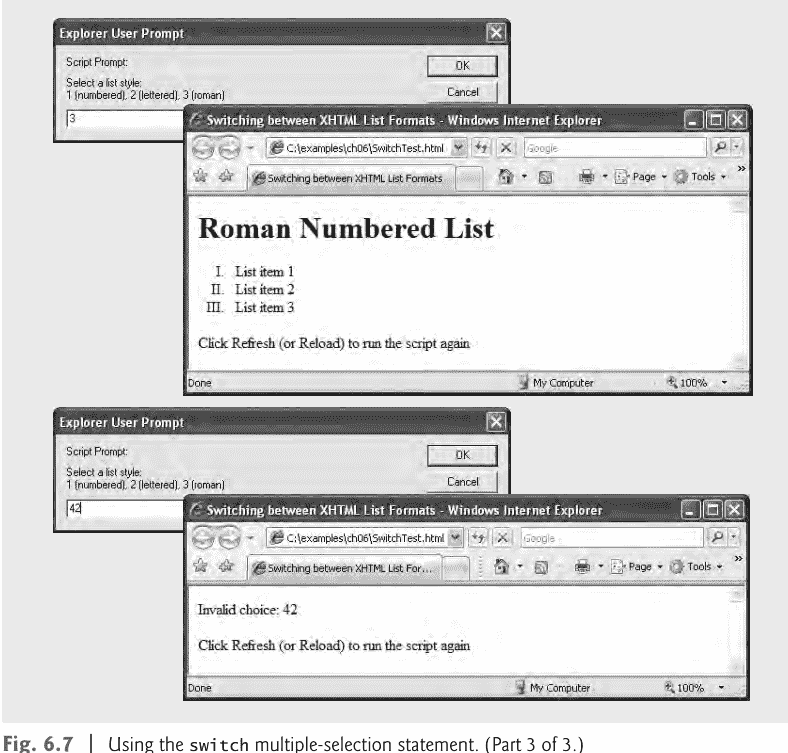 Explorer User Prompt
Script Prompt:
OK
Select a list style:
1 (numbered), 2 (lettered), 3 (roman)
Cancel
3
Switching between XHTML List Formats - Windows Internet Explorer
C:\examples\ch06\SwitchTest.html
Google
Switching between XHTML List Formats
Page
Tools
»
Roman Numbered List
I. List item 1
II. List item 2
III. List item 3
Click Refresh (or Reload) to run the script again
Done
My Computer
100%
Explorer User Prompt
Script Prompt:
OK
Select a list style:
1 (numbered), 2 (lettered), 3 (roman)
Cancel
42
Switching between XHTML List Formats - Windows Internet Explorer
C:\examples\ch06\SwitchTest.html
Google
Switching between XHTML List For...
Page
Tools
»
Invalid choice: 42
Click Refresh (or Reload) to run the script again
Done
My Computer
100%
Fig. 6.7 | Using the switch multiple-selection statement. (Part 3 of 3.)